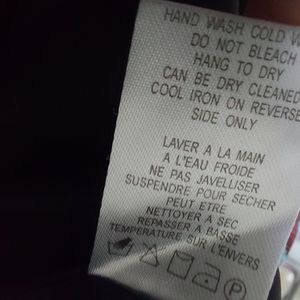 HAND WASH COLD
DO NOT BLEACH
HANG TO DRY
CAN BE DRY CLEANED
COOL IRON ON REVERSE
SIDE ONLY
LAVER A LA MAIN
A L'EAU FROIDE
NE PAS JAVELLISER
SUSPENDRE POUR SECHER
PEUT ETRE
NETTOYER A SEC
REPASSER A BASSE
TEMPERATURE SUR L'ENVERS
P